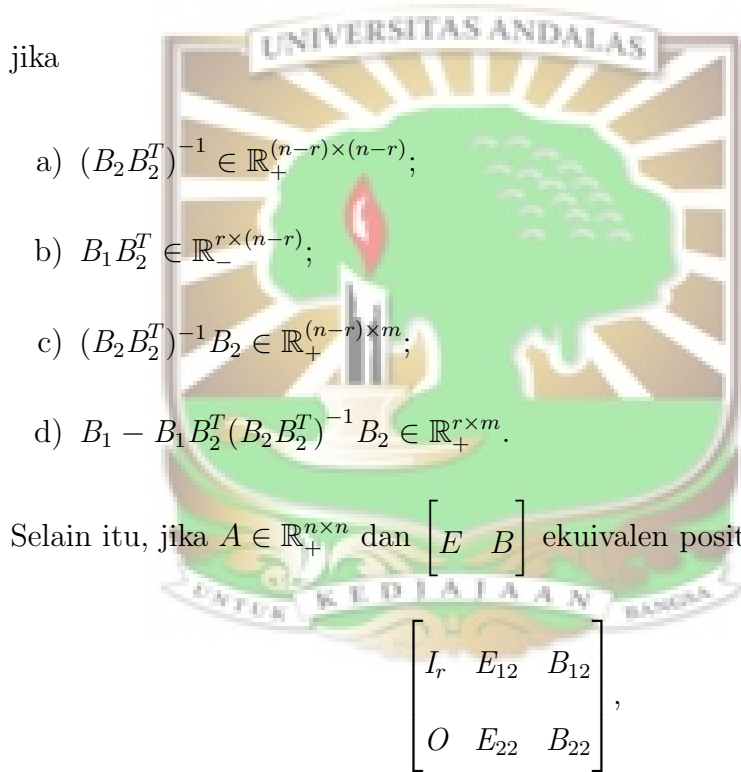 UNIVERSITAS ANDALAS
jika
a) $(B_2B_2^T)^{-1} \in \mathbb{R}_+^{(n-r)\times(n-r)}$;
b) $B_1B_2^T \in \mathbb{R}_-^{r\times(n-r)}$;
c) $(B_2B_2^T)^{-1}B_2 \in \mathbb{R}_+^{(n-r)\times m}$;
d) $B_1 - B_1B_2^T(B_2B_2^T)^{-1}B_2 \in \mathbb{R}_+^{r\times m}$.
Selain itu, jika $A \in \mathbb{R}_+^{n\times n}$ dan $\begin{bmatrix} E & B \end{bmatrix}$ ekuivalen posit
UNTUK KEDJAJAAN BANGSA
$\begin{bmatrix} I_r & E_{12} & B_{12} \\ O & E_{22} & B_{22} \end{bmatrix},$